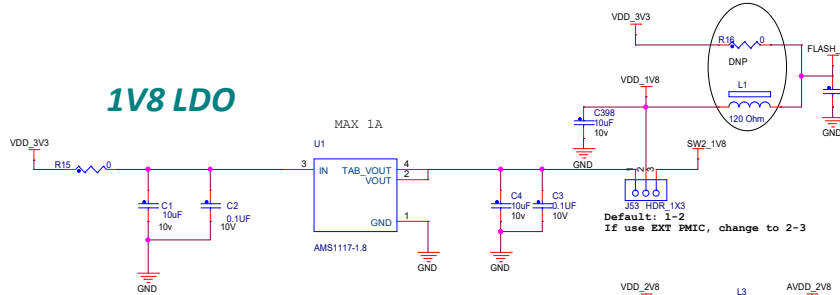 VDD_3V3
R16 0
FLASH_
DNP
VDD_1V8
L1
1V8 LDO
120 Ohm
MAX 1A
C398
10uF
10v
GND
GND
VDD_3V3
R15 0
U1
3 IN TAB_VOUT 4
VOUT 2
GND 1
AMS1117-1.8
SW2_1V8
1 2 3
C1
10uF
10v
C2
0.1UF
10V
C4
10uF
10v
C3
0.1UF
10V
J53 HDR_1X3
Default: 1-2
If use EXT PMIC, change to 2-3
GND
GND
GND
VDD_2V8
L3
AVDD_2V8